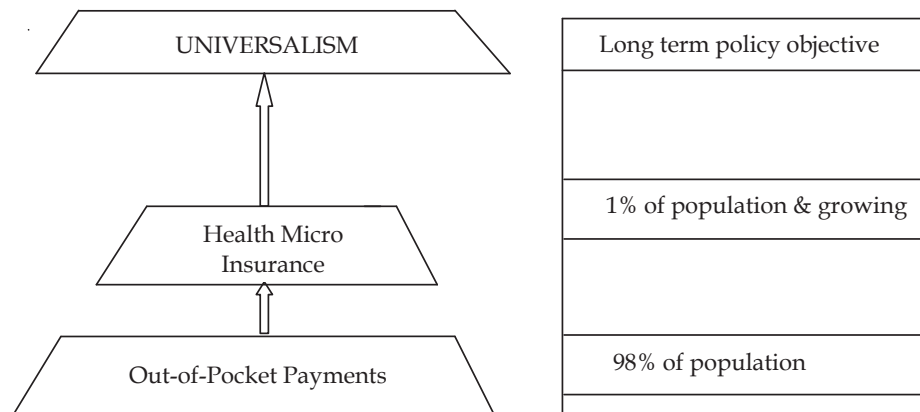 UNIVERSALISM
Long term policy objective
Health Micro
Insurance
1% of population & growing
Out-of-Pocket Payments
98% of population